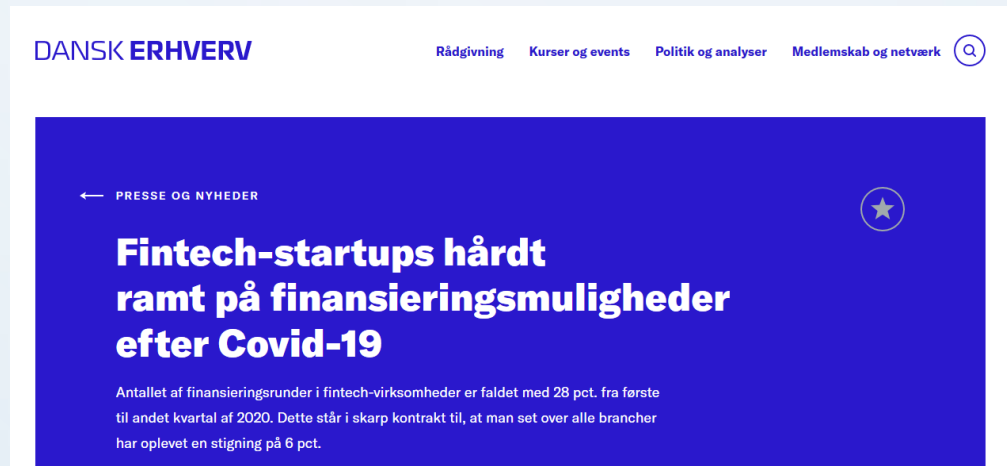 DANSK ERHVERV
Rådgivning Kurser og events Politik og analyser Medlemskab og netværk
PRESSE OG NYHEDER
Fintech-startups hårdt
ramt på finansieringsmuligheder
efter Covid-19
Antallet af finansieringsrunder i fintech-virksomheder er faldet med 28 pct. fra første
til andet kvartal af 2020. Dette står i skarp kontrakt til, at man set over alle brancher
har oplevet en stigning på 6 pct.